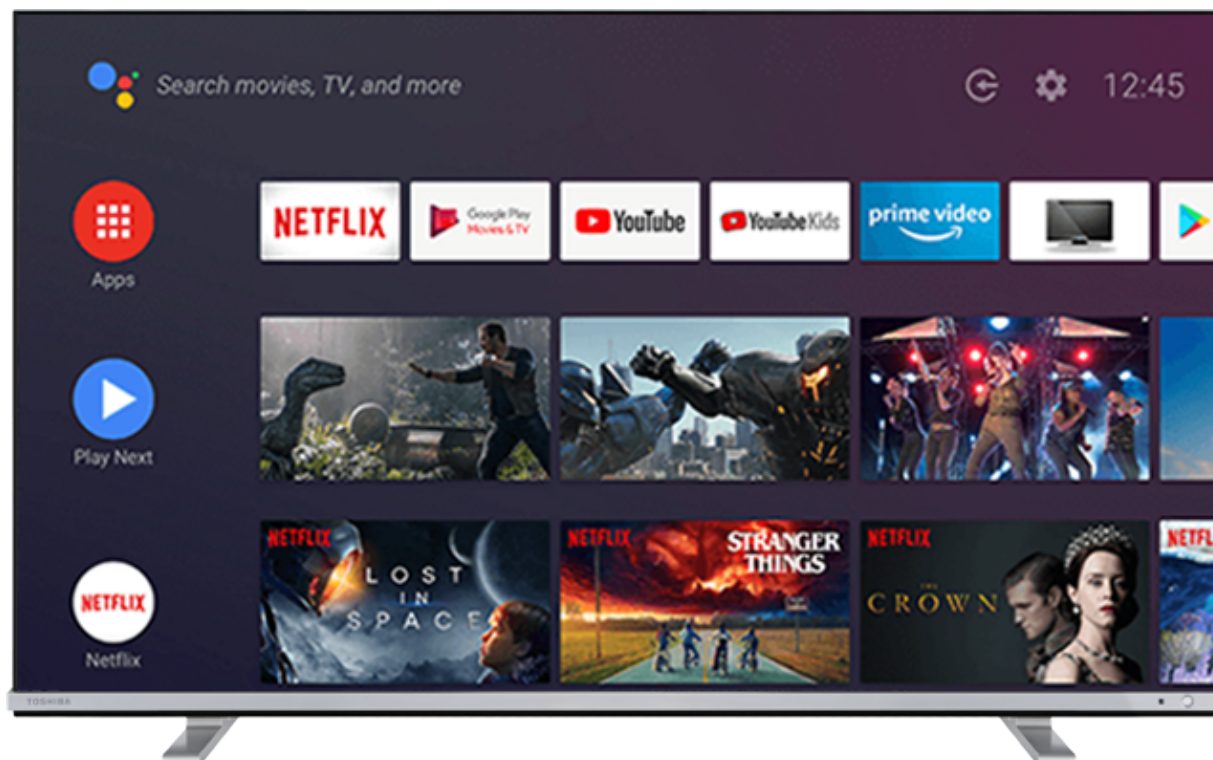 Search movies, TV, and more
12:45
NETFLIX
Google Play
Movies & TV
YouTube
YouTube Kids
prime video
Apps
Play Next
NETFLIX
LOST
IN
SPACE
NETFLIX
STRANGER
THINGS
NETFLIX
THE
CROWN
NETFL
NETFLIX
Netflix
TOSHIBA